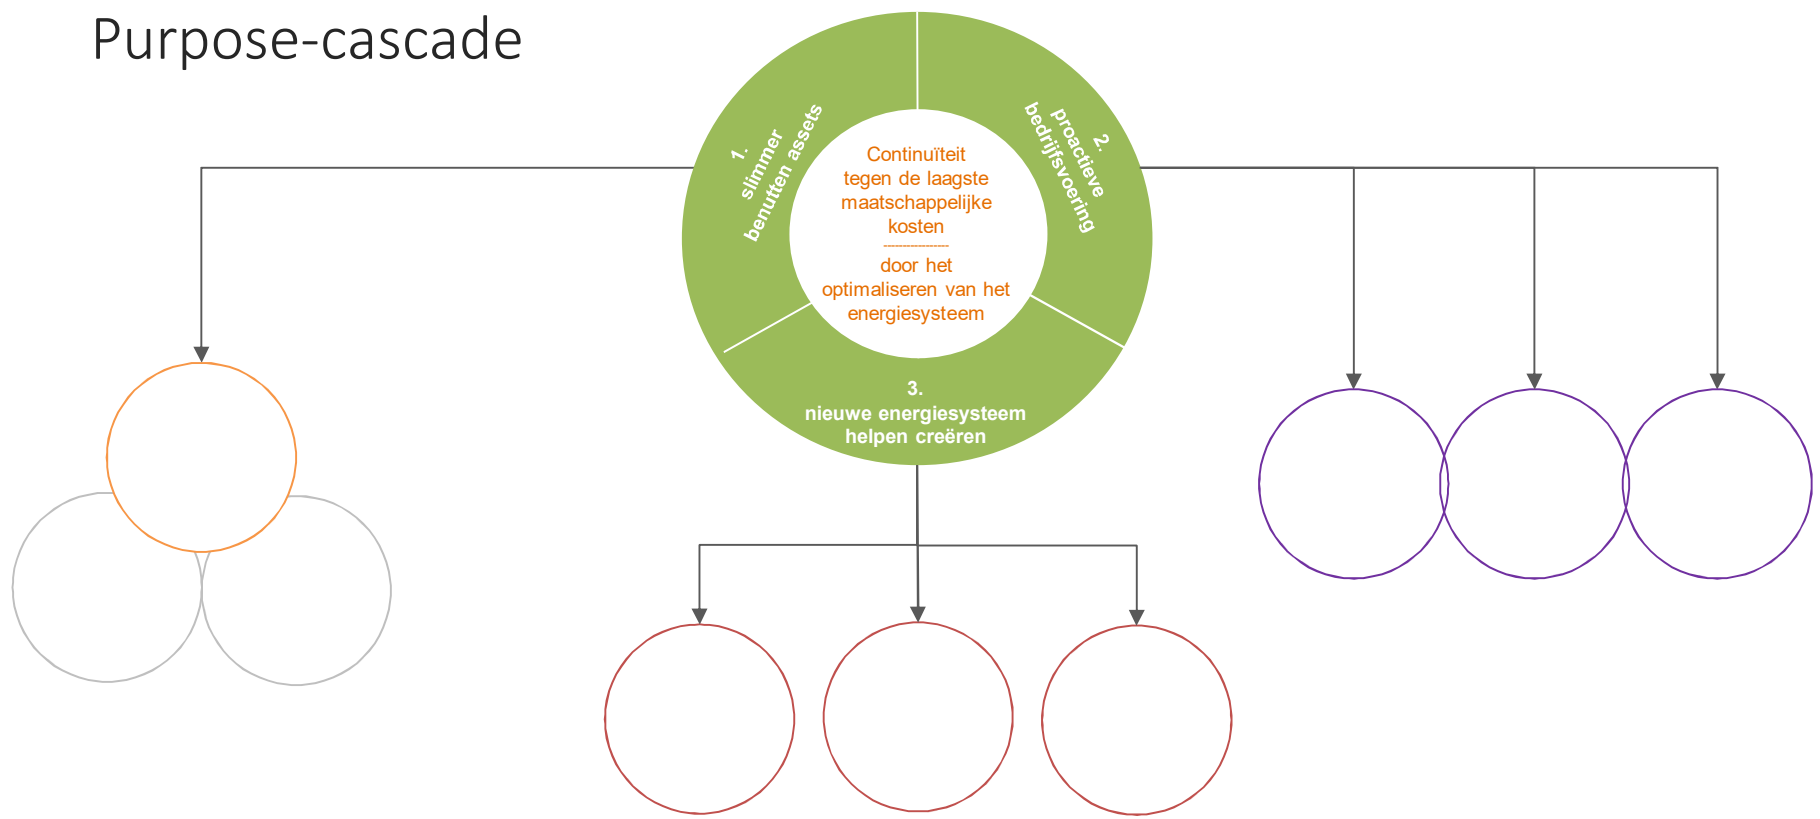 Purpose-cascade
1.
slimmer
benutten assets
2.
proactieve
bedrijfsvoering
Continuïteit
tegen de laagste
maatschappelijke
kosten
-----------------
door het
optimaliseren van het
energiesysteem
3.
nieuwe energiesysteem
helpen creëren